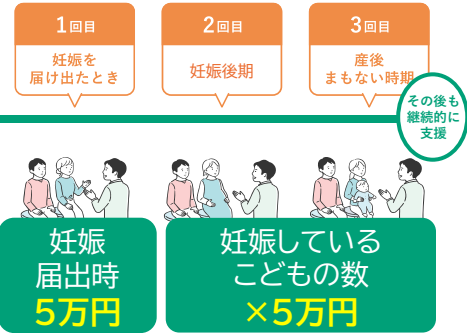 1回目
妊娠を
届け出たとき
2回目
妊娠後期
3回目
産後
まもない時期
その後も
継続的に
支援
妊娠
届出時
5万円
妊娠している
こどもの数
×5万円